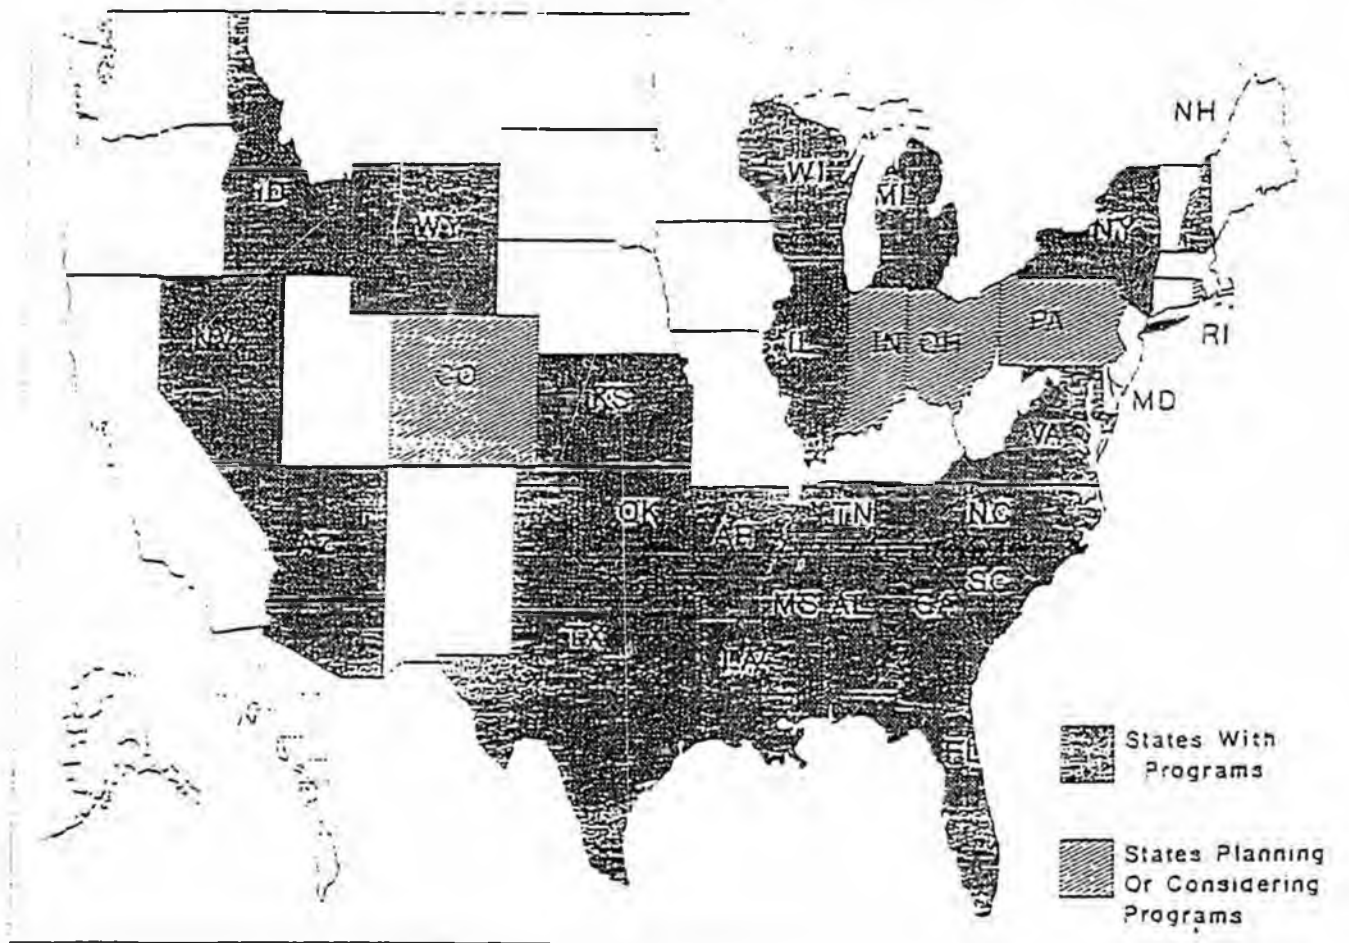 NH
ID
WI
MI
WY
NY
NV
IL
IN
OH
PA
RI
CO
KS
MD
VA
OK
AR
TN
NC
AZ
SC
MS
AL
GA
TX
LA
FL
States With
Programs
States Planning
Or Considering
Programs